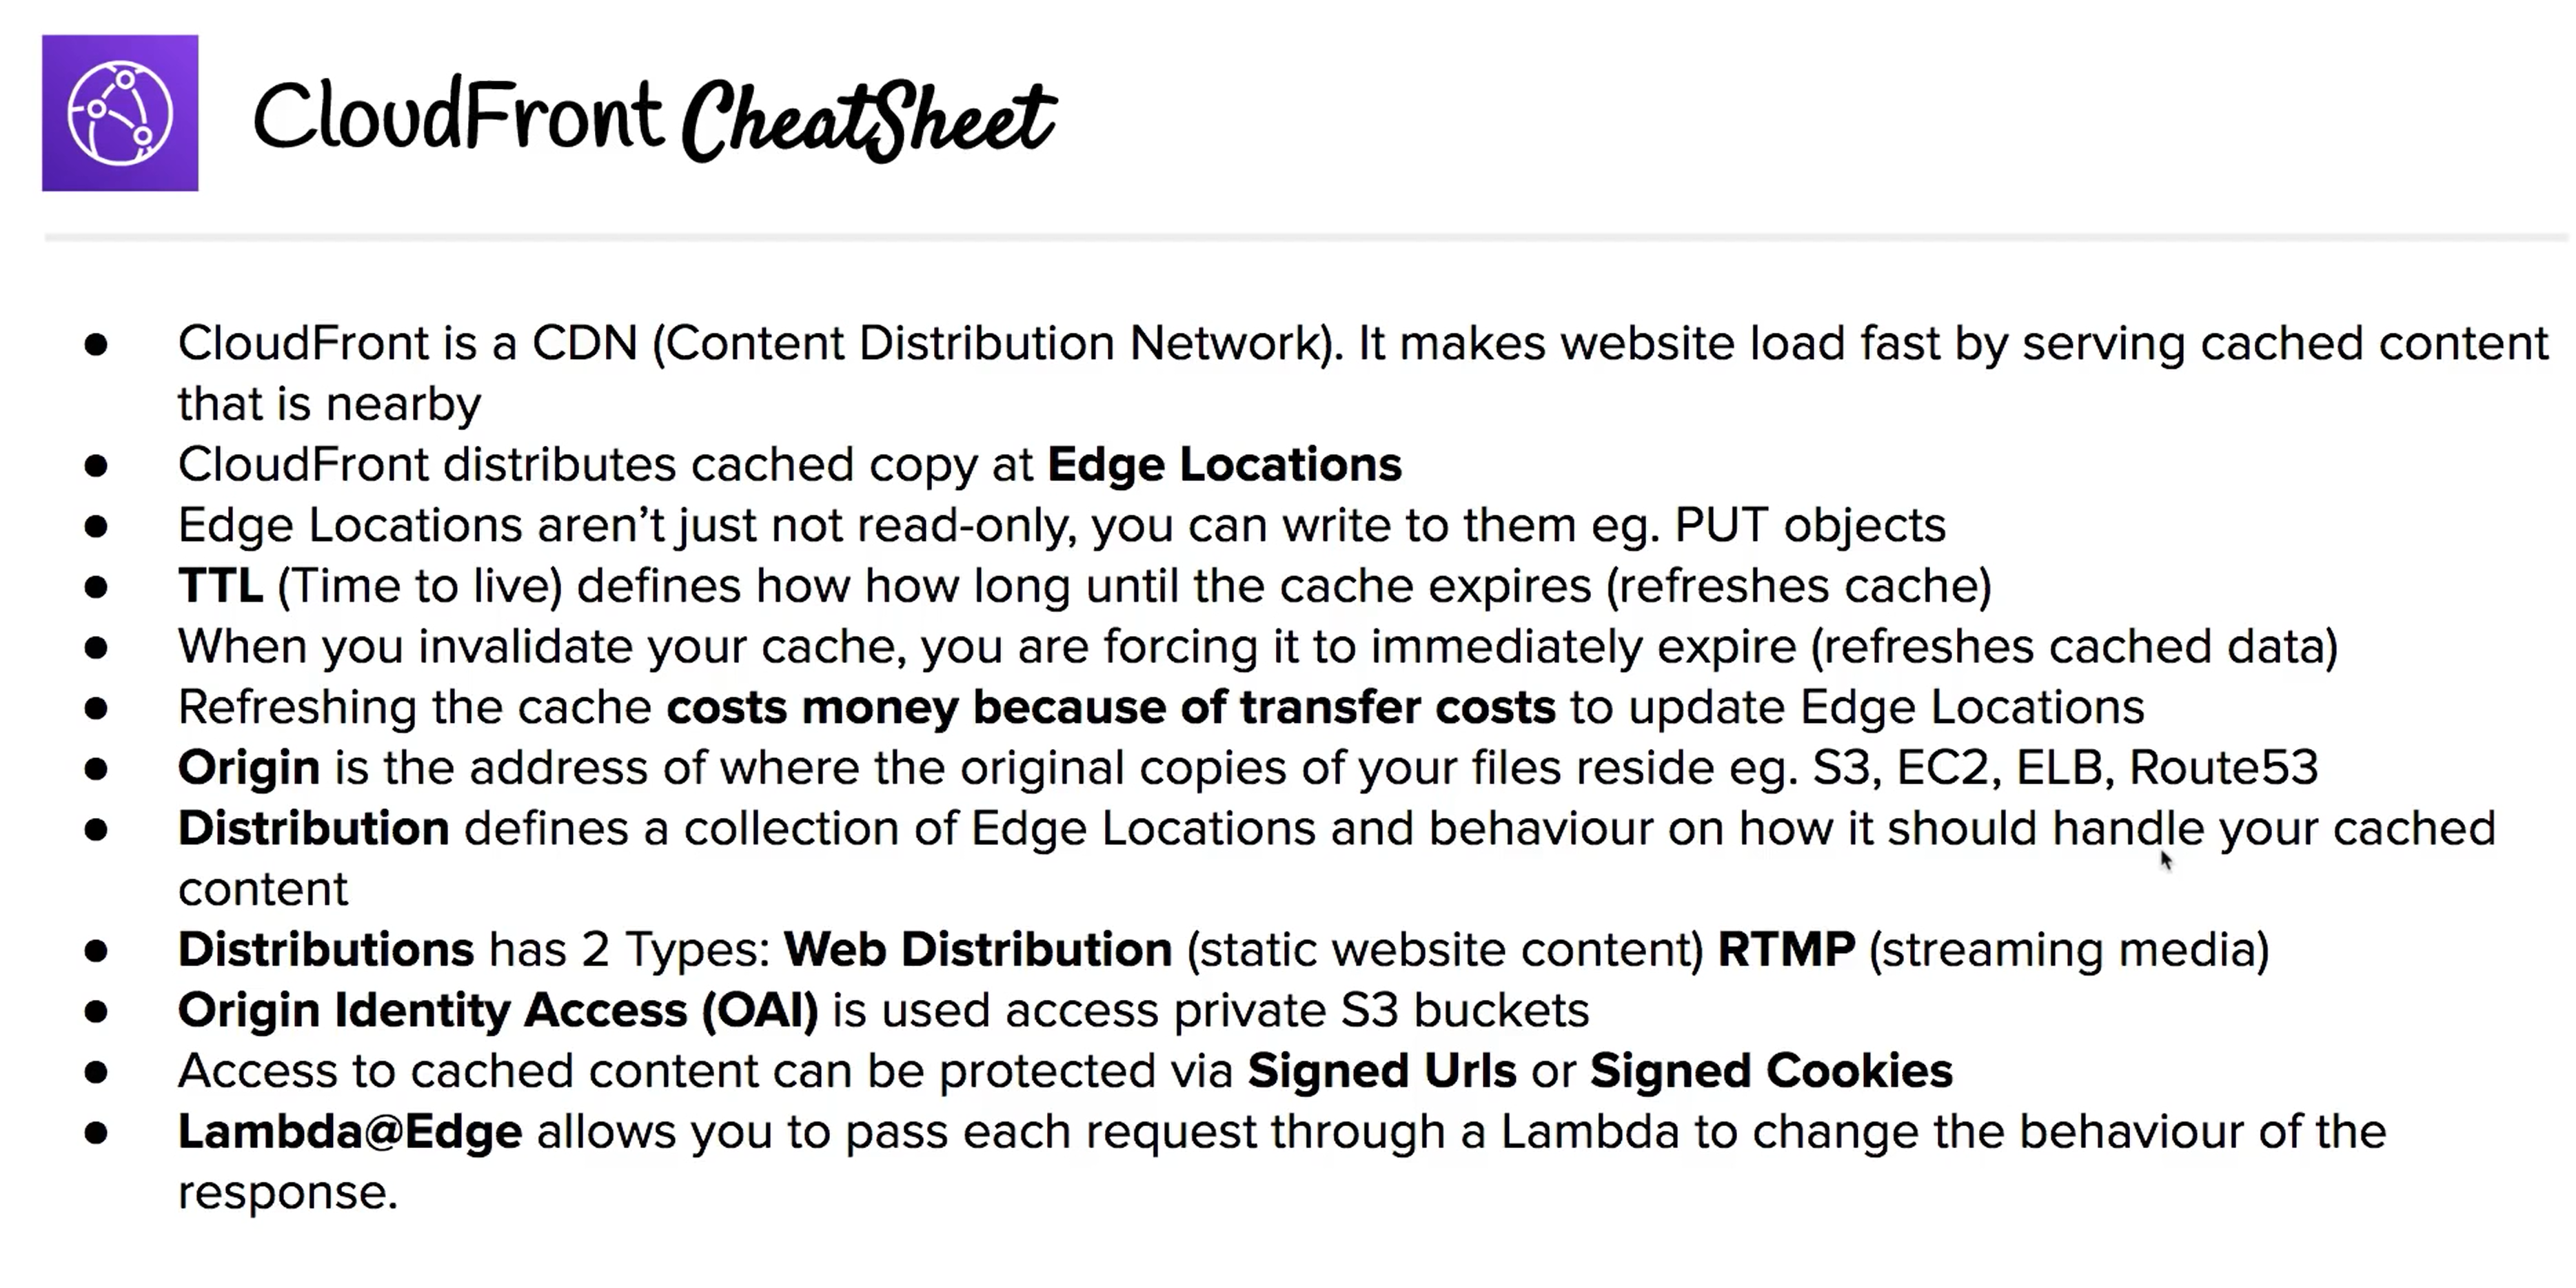 CloudFront CheatSheet
● CloudFront is a CDN (Content Distribution Network). It makes website load fast by serving cached content
that is nearby
● CloudFront distributes cached copy at Edge Locations
● Edge Locations aren’t just not read-only, you can write to them eg. PUT objects
● TTL (Time to live) defines how how long until the cache expires (refreshes cache)
● When you invalidate your cache, you are forcing it to immediately expire (refreshes cached data)
● Refreshing the cache costs money because of transfer costs to update Edge Locations
● Origin is the address of where the original copies of your files reside eg. S3, EC2, ELB, Route53
● Distribution defines a collection of Edge Locations and behaviour on how it should handle your cached
content
● Distributions has 2 Types: Web Distribution (static website content) RTMP (streaming media)
● Origin Identity Access (OAI) is used access private S3 buckets
● Access to cached content can be protected via Signed Urls or Signed Cookies
● Lambda@Edge allows you to pass each request through a Lambda to change the behaviour of the
response.